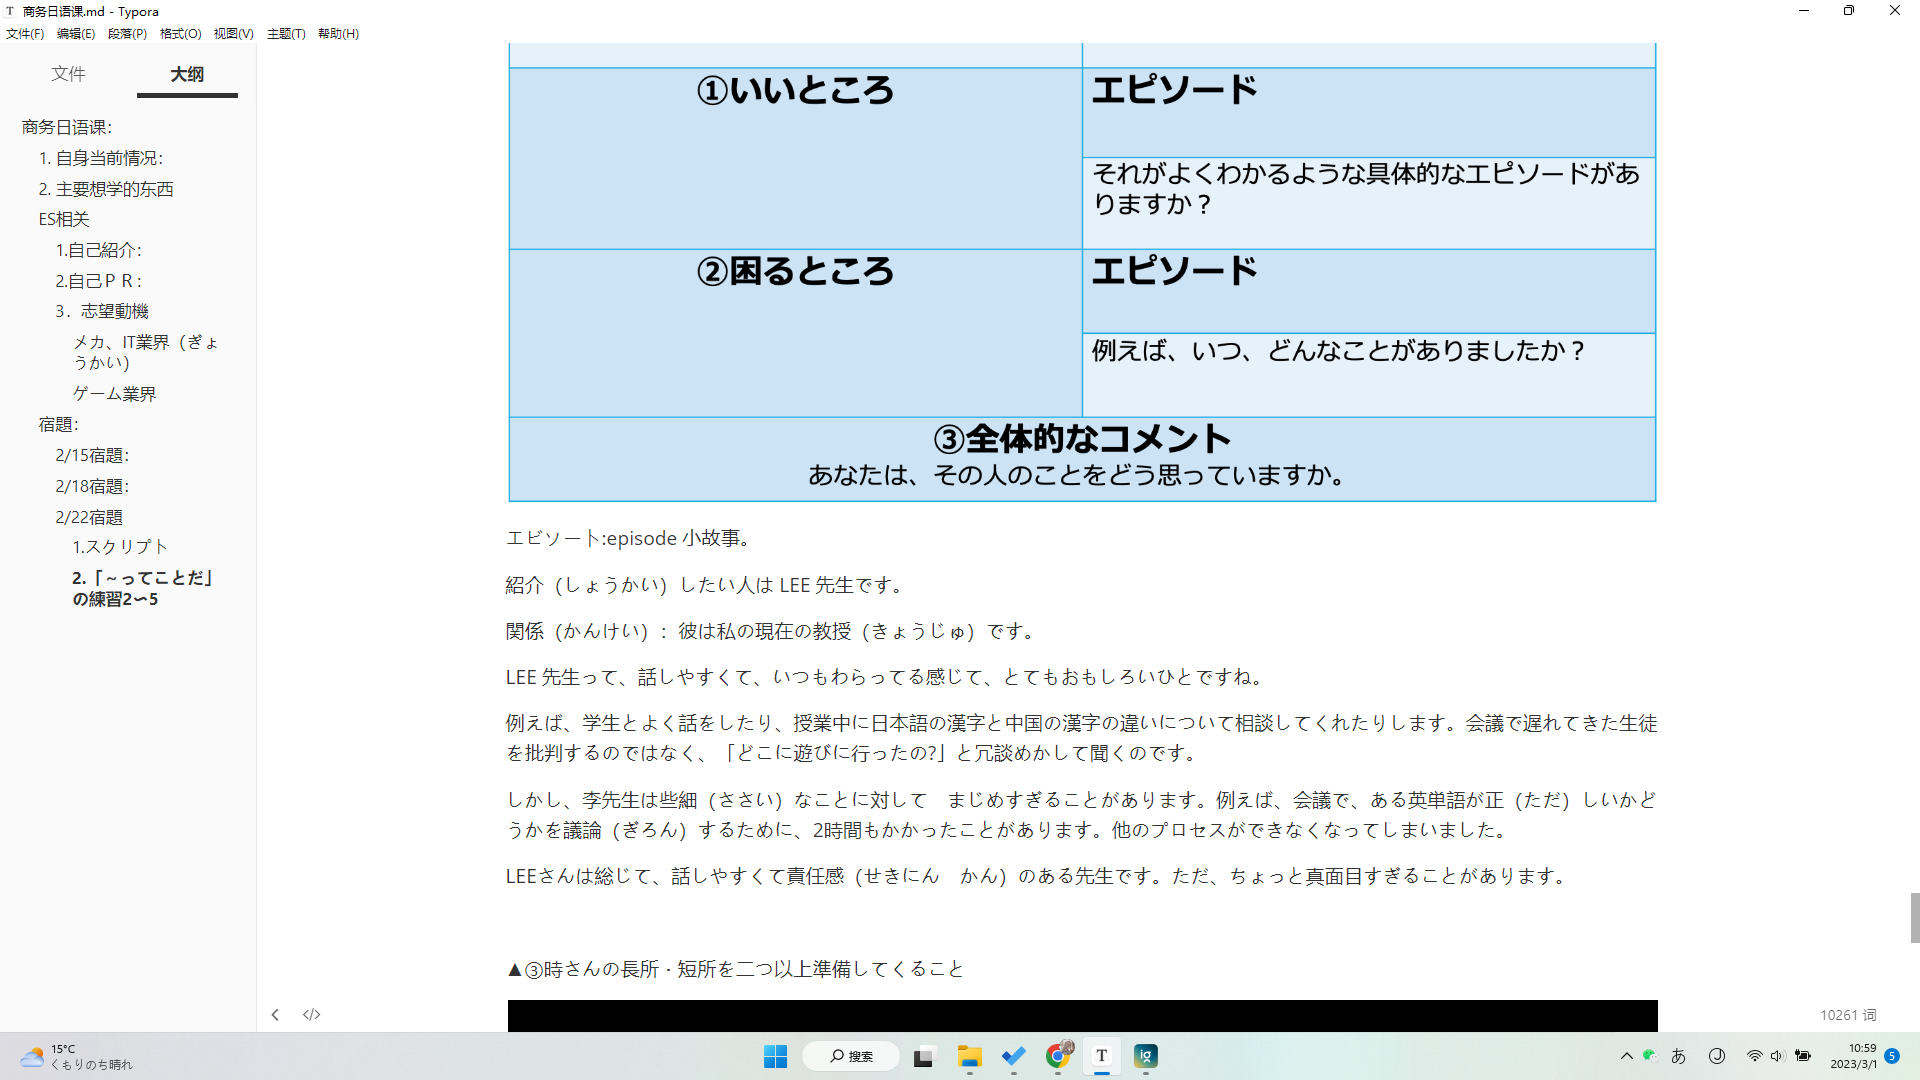 商务日语课.md - Typora
文件(F) 编辑(E) 段落(P) 格式(O) 视图(V) 主题(T) 帮助(H)
文件 大纲
商务日语课：
1. 自身当前情况：
2. 主要想学的东西
ES相关
1.自己紹介：
2.自己ＰＲ：
3．志望動機
メカ、IT業界（ぎょ
うかい）
ゲーム業界
宿題：
2/15宿題：
2/18宿題：
2/22宿題
1.スクリプト
2.「～ってことだ」
の練習2〜5
①いいところ
エピソード
それがよくわかるような具体的なエピソードがあ
りますか？
②困るところ
エピソード
例えば、いつ、どんなことがありましたか？
③全体的なコメント
あなたは、その人のことをどう思っていますか。
エビソート:episode 小故事。
紹介（しょうかい）したい人は LEE 先生です。
関係（かんけい）：彼は私の現在の教授（きょうじゅ）です。
LEE 先生って、話しやすくて、いつもわらってる感じて、とてもおもしろいひとですね。
例えば、学生とよく話をしたり、授業中に日本語の漢字と中国の漢字の違いについて相談してくれたりします。会議で遅れてきた生徒
を批判するのではなく、「どこに遊びに行ったの?」と冗談めかして聞くのです。
しかし、李先生は些細（ささい）なことに対して　まじめすぎることがあります。例えば、会議で、ある英単語が正（ただ）しいかど
うかを議論（ぎろん）するために、2時間もかかったことがあります。他のプロセスができなくなってしまいました。
LEEさんは総じて、話しやすくて責任感（せきにん　かん）のある先生です。ただ、ちょっと真面目すぎることがあります。
▲③時さんの長所・短所を二つ以上準備してくること
10261 词
15°C
くもりのち晴れ
搜索
T
ig
あ
10:59
2023/3/1
5